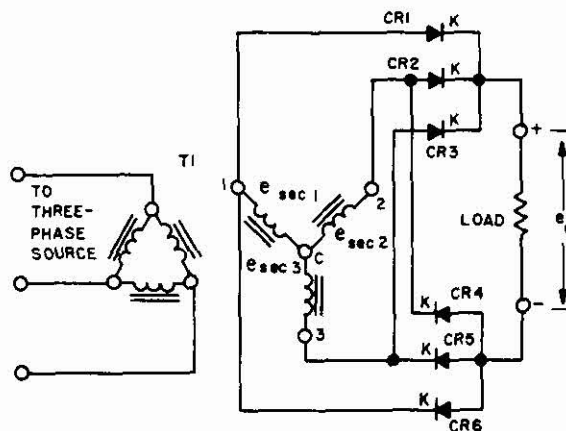 CR1
K
CR2
K
K
CR3
+
T1
TO
THREE-
PHASE
SOURCE
1
e sec 1
2
e sec 2
LOAD
e
e sec 3
C
-
CR4
K
3
CR5
K
K
CR6